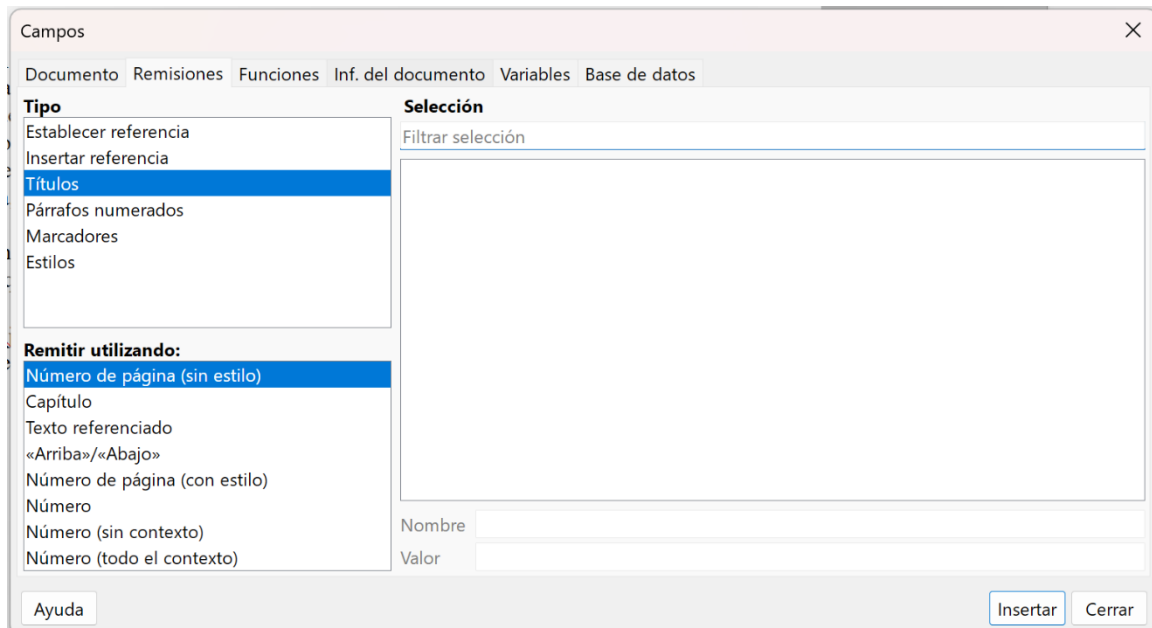 Campos
Documento Remisiones Funciones Inf. del documento Variables Base de datos
Tipo
Establecer referencia
Insertar referencia
Títulos
Párrafos numerados
Marcadores
Estilos
Remitir utilizando:
Número de página (sin estilo)
Capítulo
Texto referenciado
«Arriba»/«Abajo»
Número de página (con estilo)
Número
Número (sin contexto)
Número (todo el contexto)
Selección
Filtrar selección
Nombre
Valor
Ayuda
Insertar
Cerrar